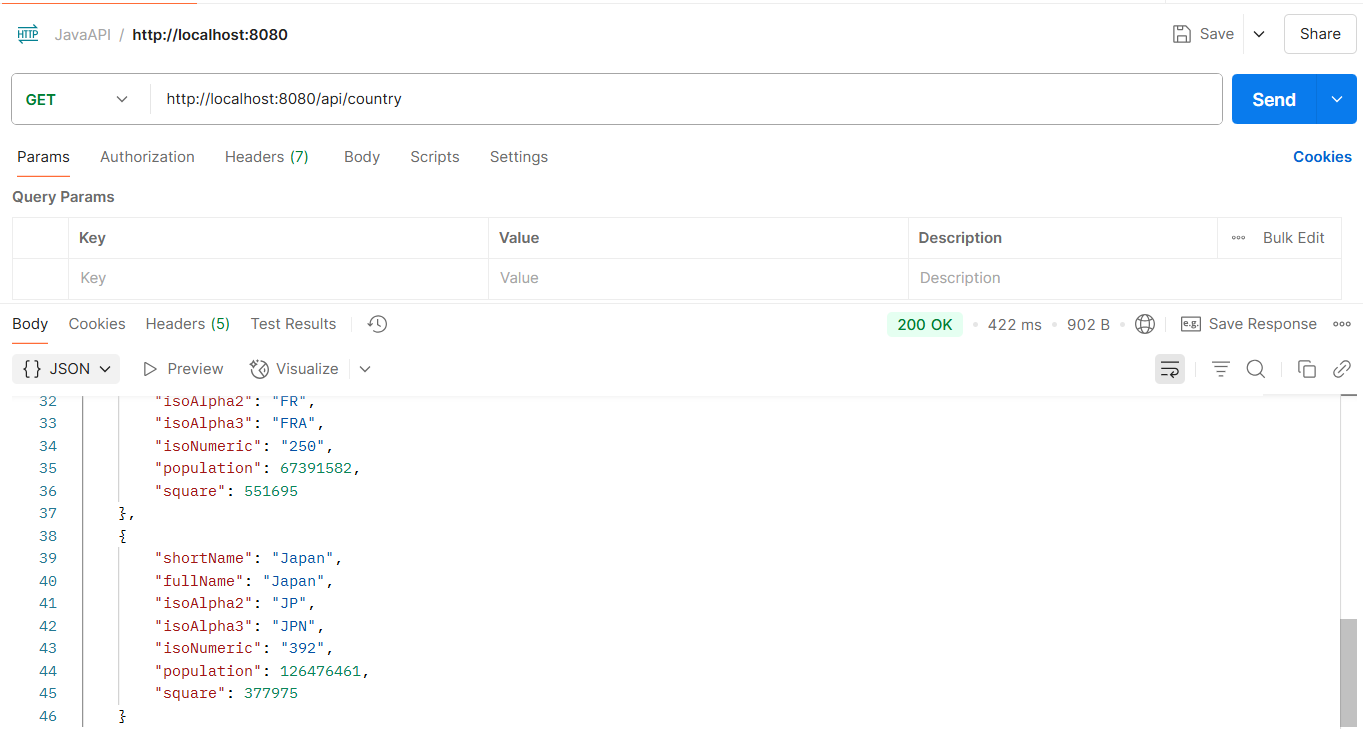 HTTP JavaAPI / http://localhost:8080 Save Share
GET http://localhost:8080/api/country Send
Params Authorization Headers (7) Body Scripts Settings Cookies
Query Params
Key Value Description Bulk Edit
Key Value Description
Body Cookies Headers (5) Test Results 200 OK • 422 ms • 902 B • e.g. Save Response
{} JSON Preview Visualize
32 "isoAlpha2": "FR",
33 "isoAlpha3": "FRA",
34 "isoNumeric": "250",
35 "population": 67391582,
36 "square": 551695
37 },
38 {
39 "shortName": "Japan",
40 "fullName": "Japan",
41 "isoAlpha2": "JP",
42 "isoAlpha3": "JPN",
43 "isoNumeric": "392",
44 "population": 126476461,
45 "square": 377975
46 }